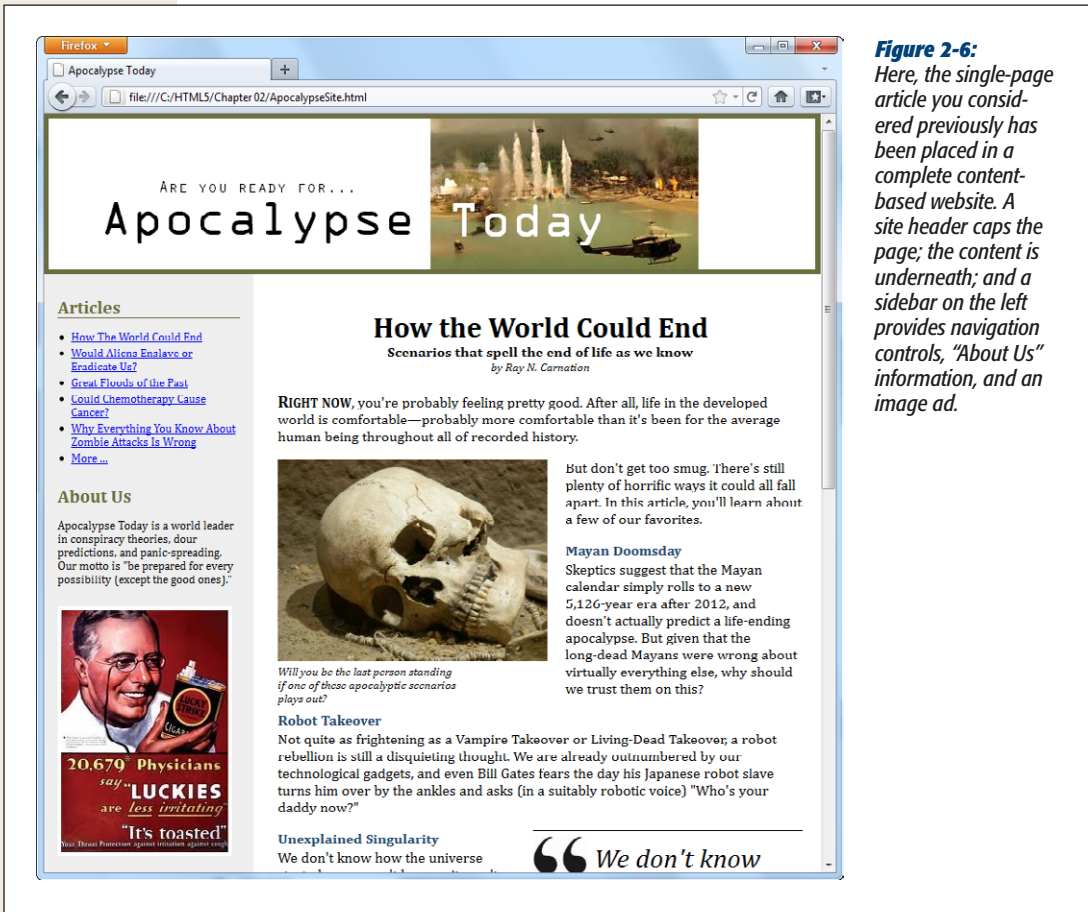 Firefox
Apocalypse Today
file:///C:/HTML5/Chapter 02/ApocalypseSite.html
ARE YOU READY FOR...
Apocalypse Today
Articles
How The World Could End
Would Aliens Enslave or
Eradicate Us?
Great Floods of the Past
Could Chemotherapy Cause
Cancer?
Why Everything You Know About
Zombie Attacks Is Wrong
More ...
About Us
Apocalypse Today is a world leader
in conspiracy theories, dour
predictions, and panic-spreading.
Our motto is "be prepared for every
possibility (except the good ones)."
LUCKY
STRIKE
CIGAR
20,679 Physicians
say "LUCKIES
are less irritating"
"It's toasted"
Your Throat Protection against irritation against cough
How the World Could End
Scenarios that spell the end of life as we know
by Ray N. Carnation
RIGHT NOW, you're probably feeling pretty good. After all, life in the developed
world is comfortable—probably more comfortable than it's been for the average
human being throughout all of recorded history.
Will you be the last person standing
if one of these apocalyptic scenarios
plays out?
But don't get too smug. There's still
plenty of horrific ways it could all fall
apart. In this article, you'll learn about
a few of our favorites.
Mayan Doomsday
Skeptics suggest that the Mayan
calendar simply rolls to a new
5,126-year era after 2012, and
doesn't actually predict a life-ending
apocalypse. But given that the
long-dead Mayans were wrong about
virtually everything else, why should
we trust them on this?
Robot Takeover
Not quite as frightening as a Vampire Takeover or Living-Dead Takeover, a robot
rebellion is still a disquieting thought. We are already outnumbered by our
technological gadgets, and even Bill Gates fears the day his Japanese robot slave
turns him over by the ankles and asks (in a suitably robotic voice) "Who's your
daddy now?"
Unexplained Singularity
We don't know how the universe
“ We don't know
Figure 2-6:
Here, the single-page
article you consid-
ered previously has
been placed in a
complete content-
based website. A
site header caps the
page; the content is
underneath; and a
sidebar on the left
provides navigation
controls, “About Us”
information, and an
image ad.